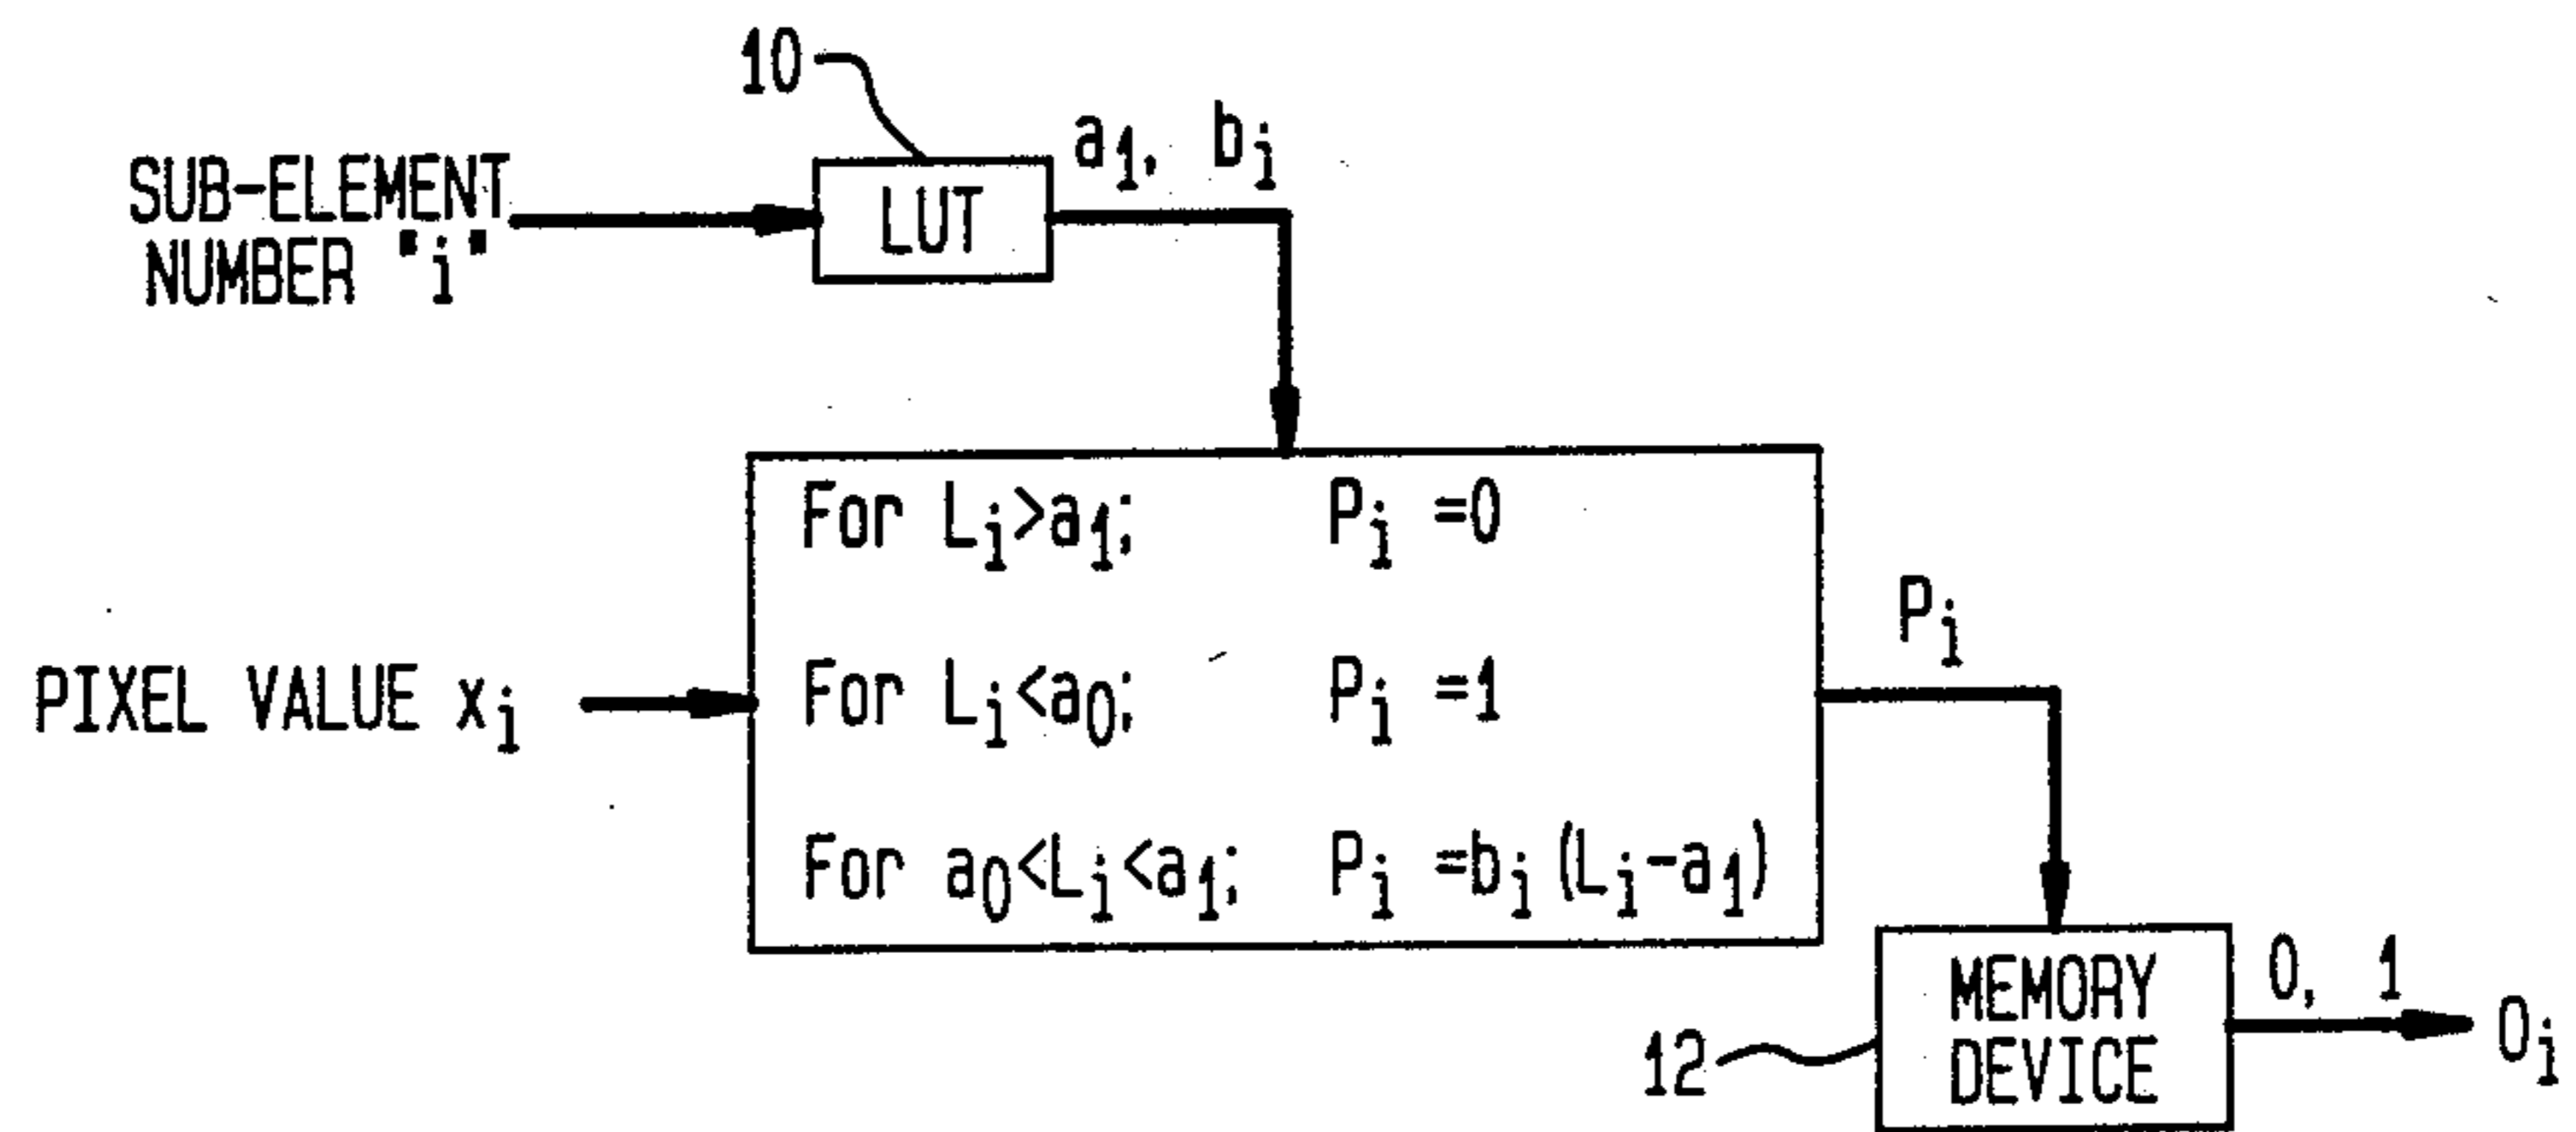 10
a₁, bᵢ
SUB-ELEMENT
NUMBER "i"
LUT
For Lᵢ>a₁; Pᵢ =0
For Lᵢ<a₀; Pᵢ =1
For a₀<Lᵢ<a₁; Pᵢ =bᵢ (Lᵢ-a₁)
PIXEL VALUE xᵢ
Pᵢ
MEMORY
DEVICE
12
0, 1
Oᵢ